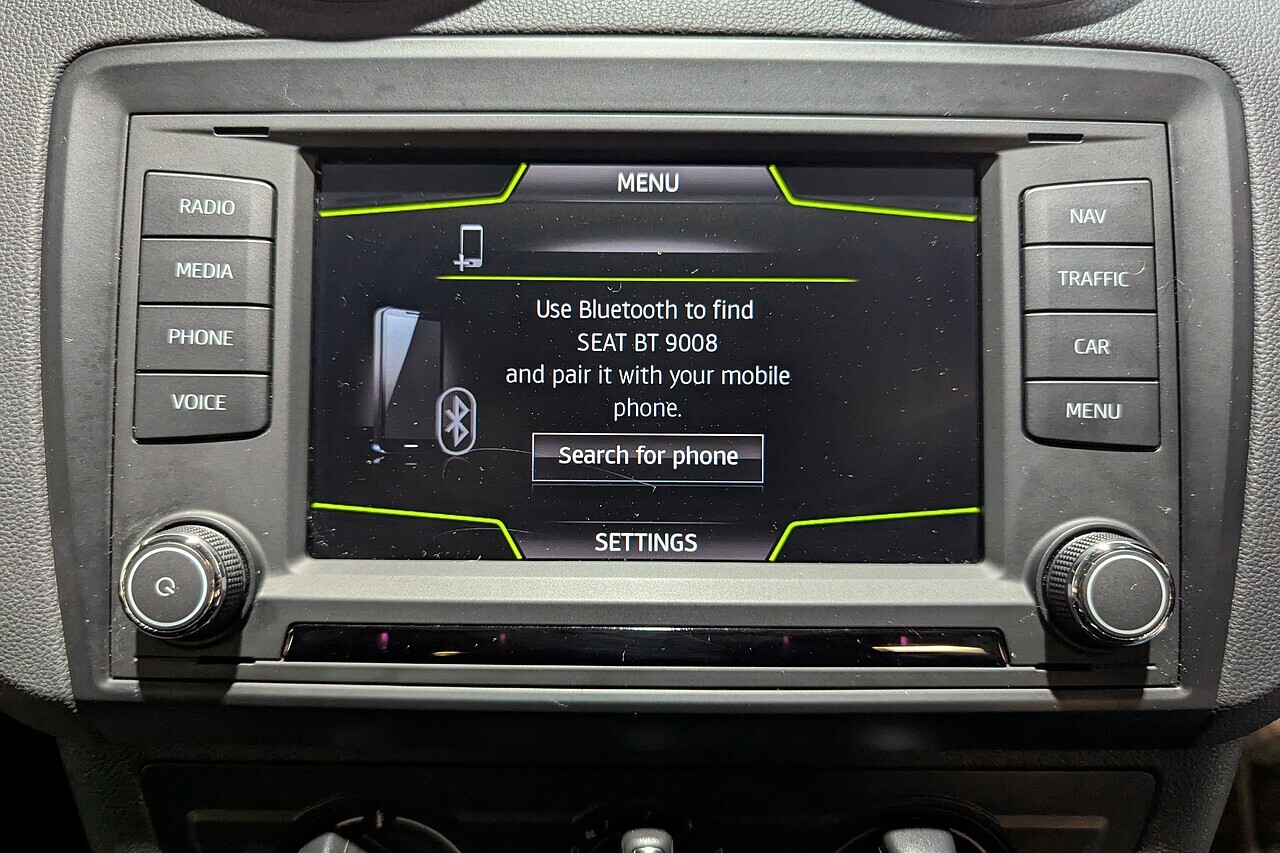 RADIO
MEDIA
PHONE
VOICE
MENU
Use Bluetooth to find
SEAT BT 9008
and pair it with your mobile
phone.
Search for phone
SETTINGS
NAV
TRAFFIC
CAR
MENU